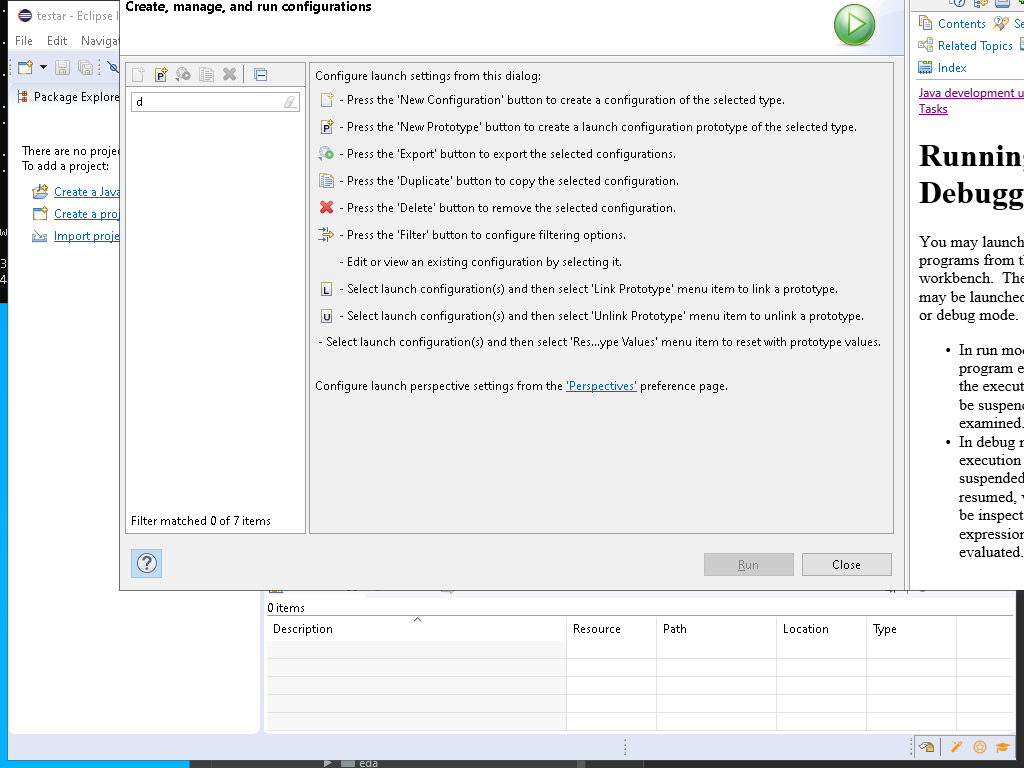 testar - Eclipse
File Edit Naviga
Package Explore
There are no proje
To add a project:
Create a Java
Create a proj
Import proje
Create, manage, and run configurations
d
Filter matched 0 of 7 items
Configure launch settings from this dialog:
- Press the 'New Configuration' button to create a configuration of the selected type.
- Press the 'New Prototype' button to create a launch configuration prototype of the selected type.
- Press the 'Export' button to export the selected configurations.
- Press the 'Duplicate' button to copy the selected configuration.
- Press the 'Delete' button to remove the selected configuration.
- Press the 'Filter' button to configure filtering options.
- Edit or view an existing configuration by selecting it.
L - Select launch configuration(s) and then select 'Link Prototype' menu item to link a prototype.
U - Select launch configuration(s) and then select 'Unlink Prototype' menu item to unlink a prototype.
- Select launch configuration(s) and then select 'Res...ype Values' menu item to reset with prototype values.
Configure launch perspective settings from the 'Perspectives' preference page.
Run Close
Contents Se
Related Topics
Index
Java development u
Tasks
Running
Debugg
You may launch
programs from th
workbench. The
may be launched
or debug mode.
• In run mod
program e
the execut
be suspend
examined.
• In debug m
execution
suspended
resumed, v
be inspect
expression
evaluated.
0 items
Description Resource Path Location Type
eda